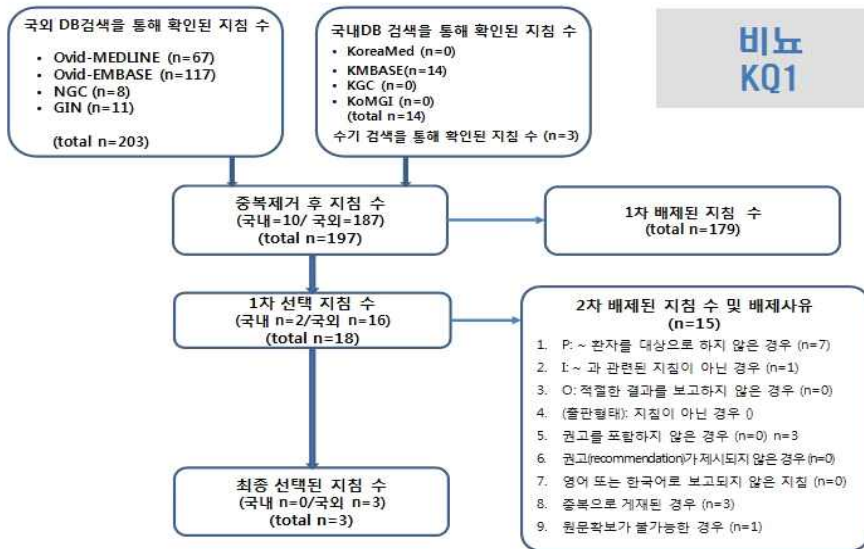 국외 DB검색을 통해 확인된 지침 수
• Ovid-MEDLINE (n=67)
• Ovid-EMBASE (n=117)
• NGC (n=8)
• GIN (n=11)
(total n=203)
국내DB 검색을 통해 확인된 지침 수
• KoreaMed (n=0)
• KMBASE(n=14)
• KGC (n=0)
• KoMGI (n=0)
(total n=14)
수기 검색을 통해 확인된 지침 수 (n=3)
비뇨
KQ1
중복제거 후 지침 수
(국내=10/ 국외=187)
(total n=197)
1차 배제된 지침 수
(total n=179)
1차 선택 지침 수
(국내 n=2/국외 n=16)
(total n=18)
2차 배제된 지침 수 및 배제사유
(n=15)
1. P: ~ 환자를 대상으로 하지 않은 경우 (n=7)
2. I: ~ 과 관련된 지침이 아닌 경우 (n=1)
3. O: 적절한 결과를 보고하지 않은 경우 (n=0)
4. (출판형태): 지침이 아닌 경우 ()
5. 권고를 포함하지 않은 경우 (n=0) n=3
6. 권고(recommendation)가 제시되지 않은 경우 (n=0)
7. 영어 또는 한국어로 보고되지 않은 지침 (n=0)
8. 중복으로 게재된 경우 (n=3)
9. 원문확보가 불가능한 경우 (n=1)
최종 선택된 지침 수
(국내 n=0/국외 n=3)
(total n=3)